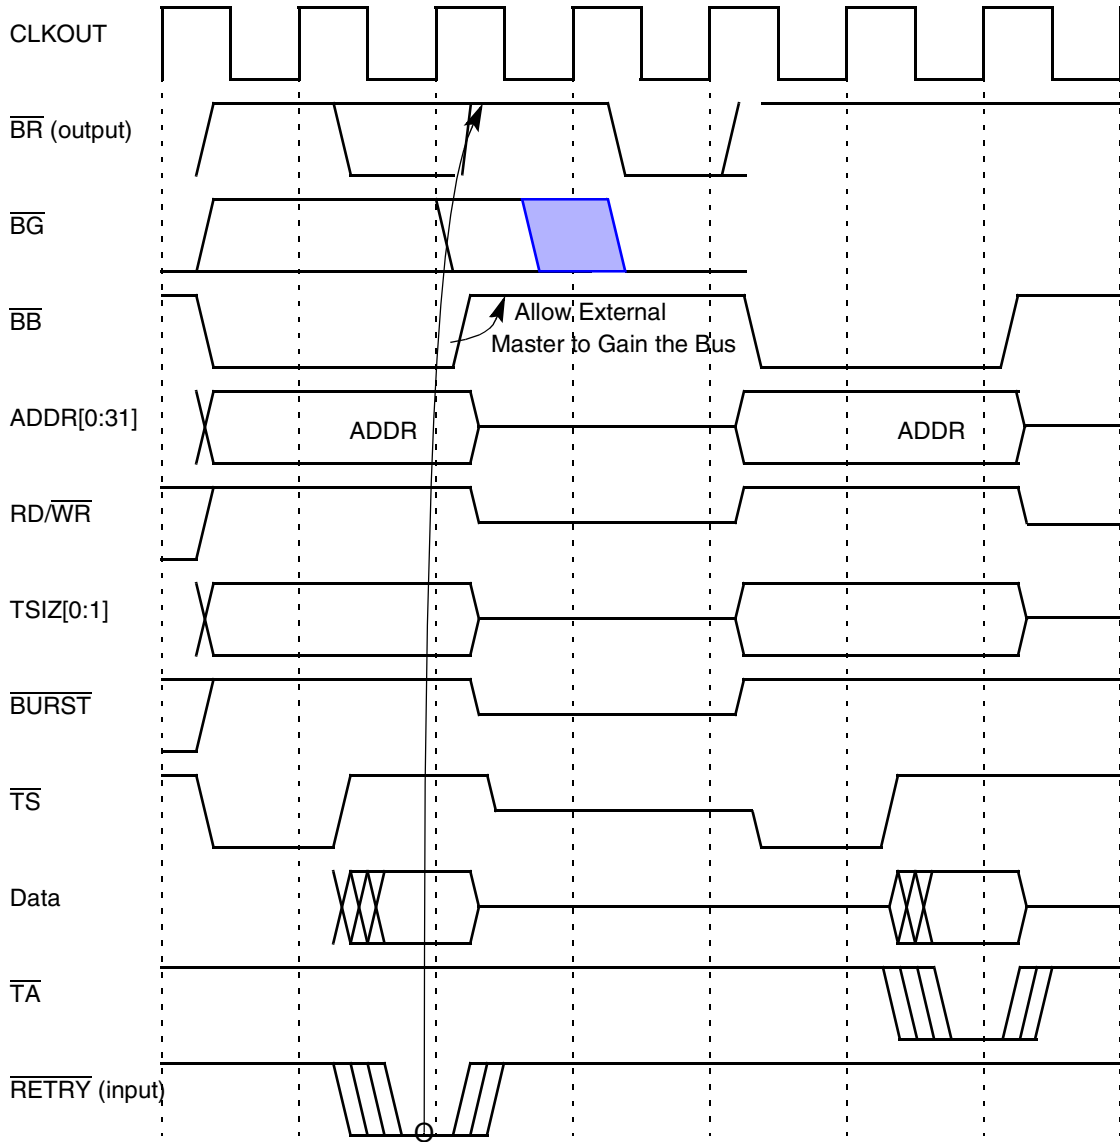 CLKOUT
BR (output)
BG
BB
Allow External
Master to Gain the Bus
ADDR[0:31]
ADDR
ADDR
RD/WR
TSIZ[0:1]
BURST
TS
Data
TA
RETRY (input)